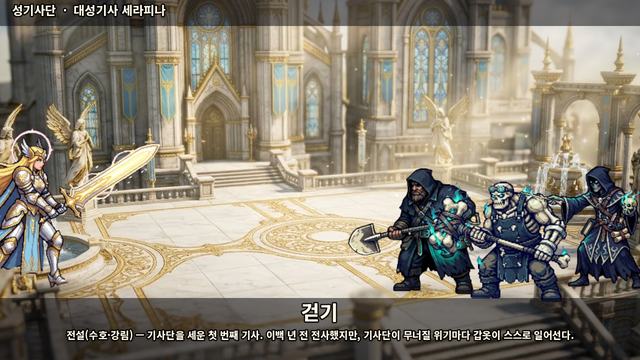 성기사단 · 대성기사 세라피나
걷기
전설(수호·강림) — 기사단을 세운 첫 번째 기사. 이백 년 전 전사했지만, 기사단이 무너질 위기마다 갑옷이 스스로 일어선다.